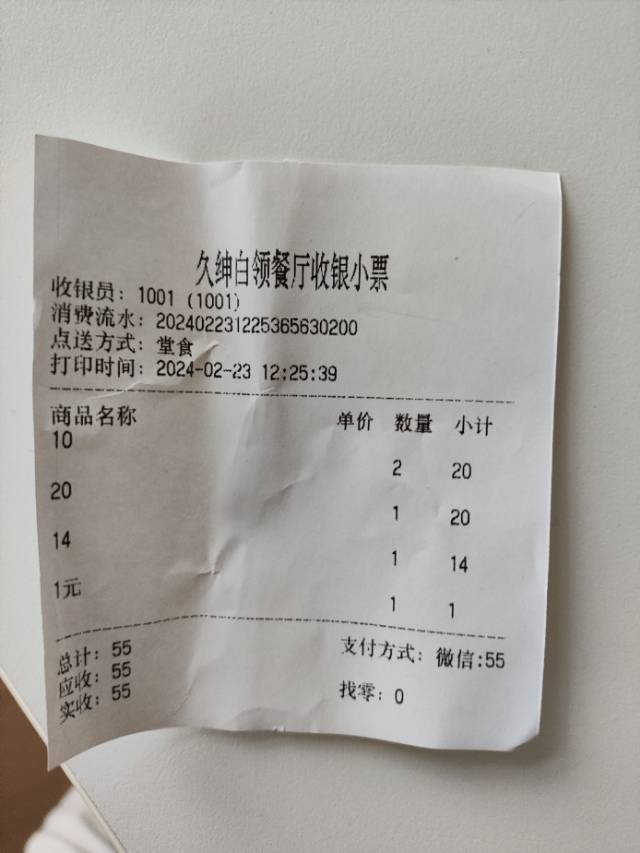 久绅白领餐厅收银小票
收银员：1001 (1001)
消费流水：202402231225365630200
点送方式：堂食
打印时间：2024-02-23 12:25:39
商品名称 单价 数量 小计
10
2 20
20
1 20
14
1 14
1元
1 1
总计：55 支付方式：微信:55
应收：55
实收：55 找零：0